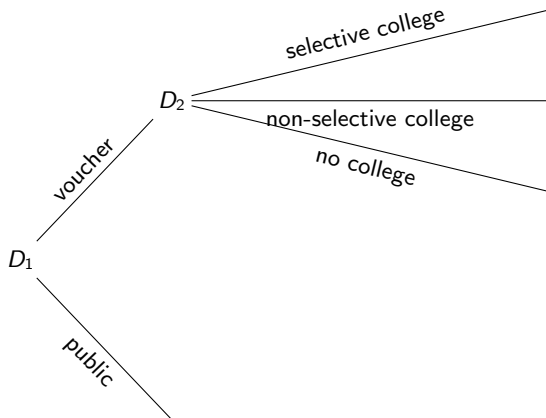 selective college
D₂
non-selective college
no college
voucher
D₁
public